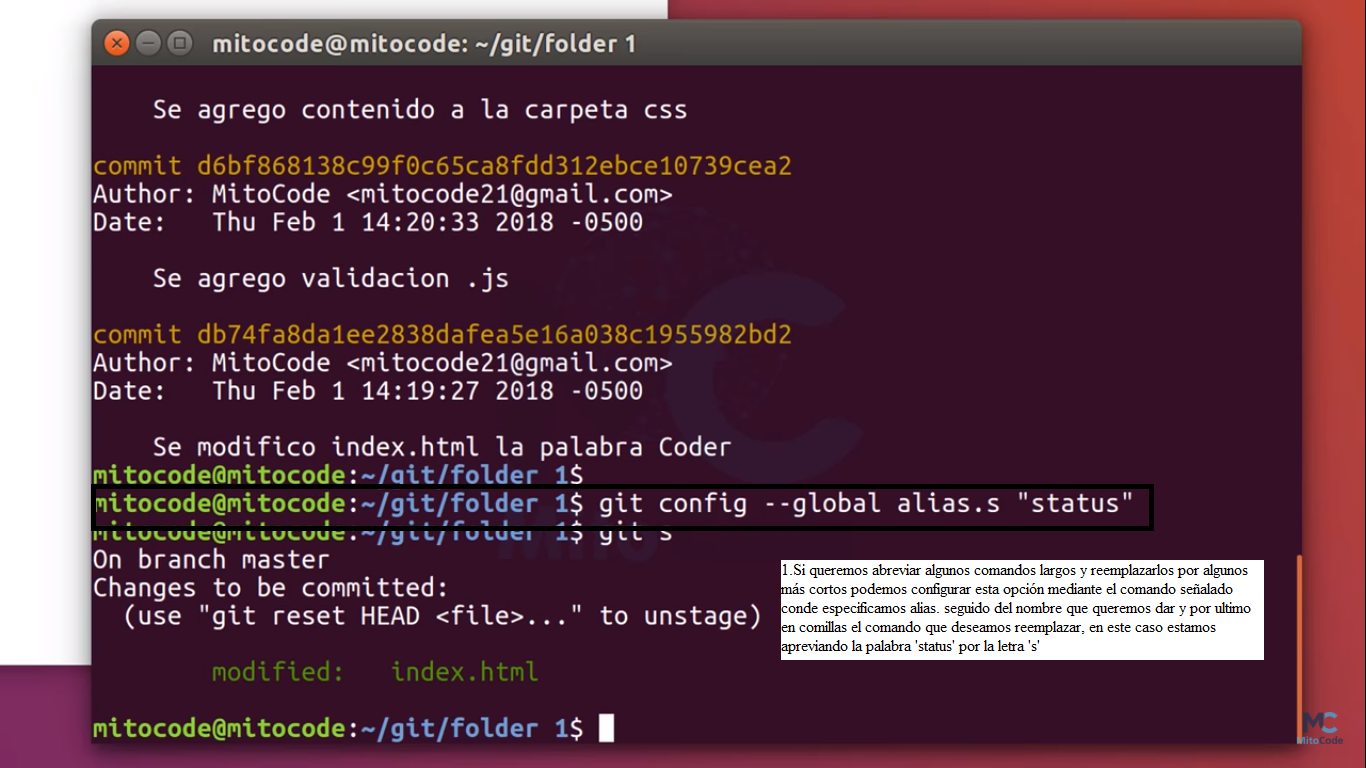 mitocode@mitocode: ~/git/folder 1
Se agrego contenido a la carpeta css
commit d6bf868138c99f0c65ca8fdd312ebce10739cea2
Author: MitoCode <mitocode21@gmail.com>
Date:   Thu Feb 1 14:20:33 2018 -0500
Se agrego validacion .js
commit db74fa8da1ee2838dafea5e16a038c1955982bd2
Author: MitoCode <mitocode21@gmail.com>
Date:   Thu Feb 1 14:19:27 2018 -0500
Se modifico index.html la palabra Coder
mitocode@mitocode:~/git/folder 1$
mitocode@mitocode:~/git/folder 1$ git config --global alias.s "status"
mitocode@mitocode:~/git/folder 1$ git s
On branch master
Changes to be committed:
(use "git reset HEAD <file>..." to unstage)
modified:   index.html
mitocode@mitocode:~/git/folder 1$
1.Si queremos abreviar algunos comandos largos y reemplazarlos por algunos
más cortos podemos configurar esta opción mediante el comando señalado
conde especificamos alias. seguido del nombre que queremos dar y por ultimo
en comillas el comando que deseamos reemplazar, en este caso estamos
apreviando la palabra 'status' por la letra 's'
Mito
MC
MitoCode